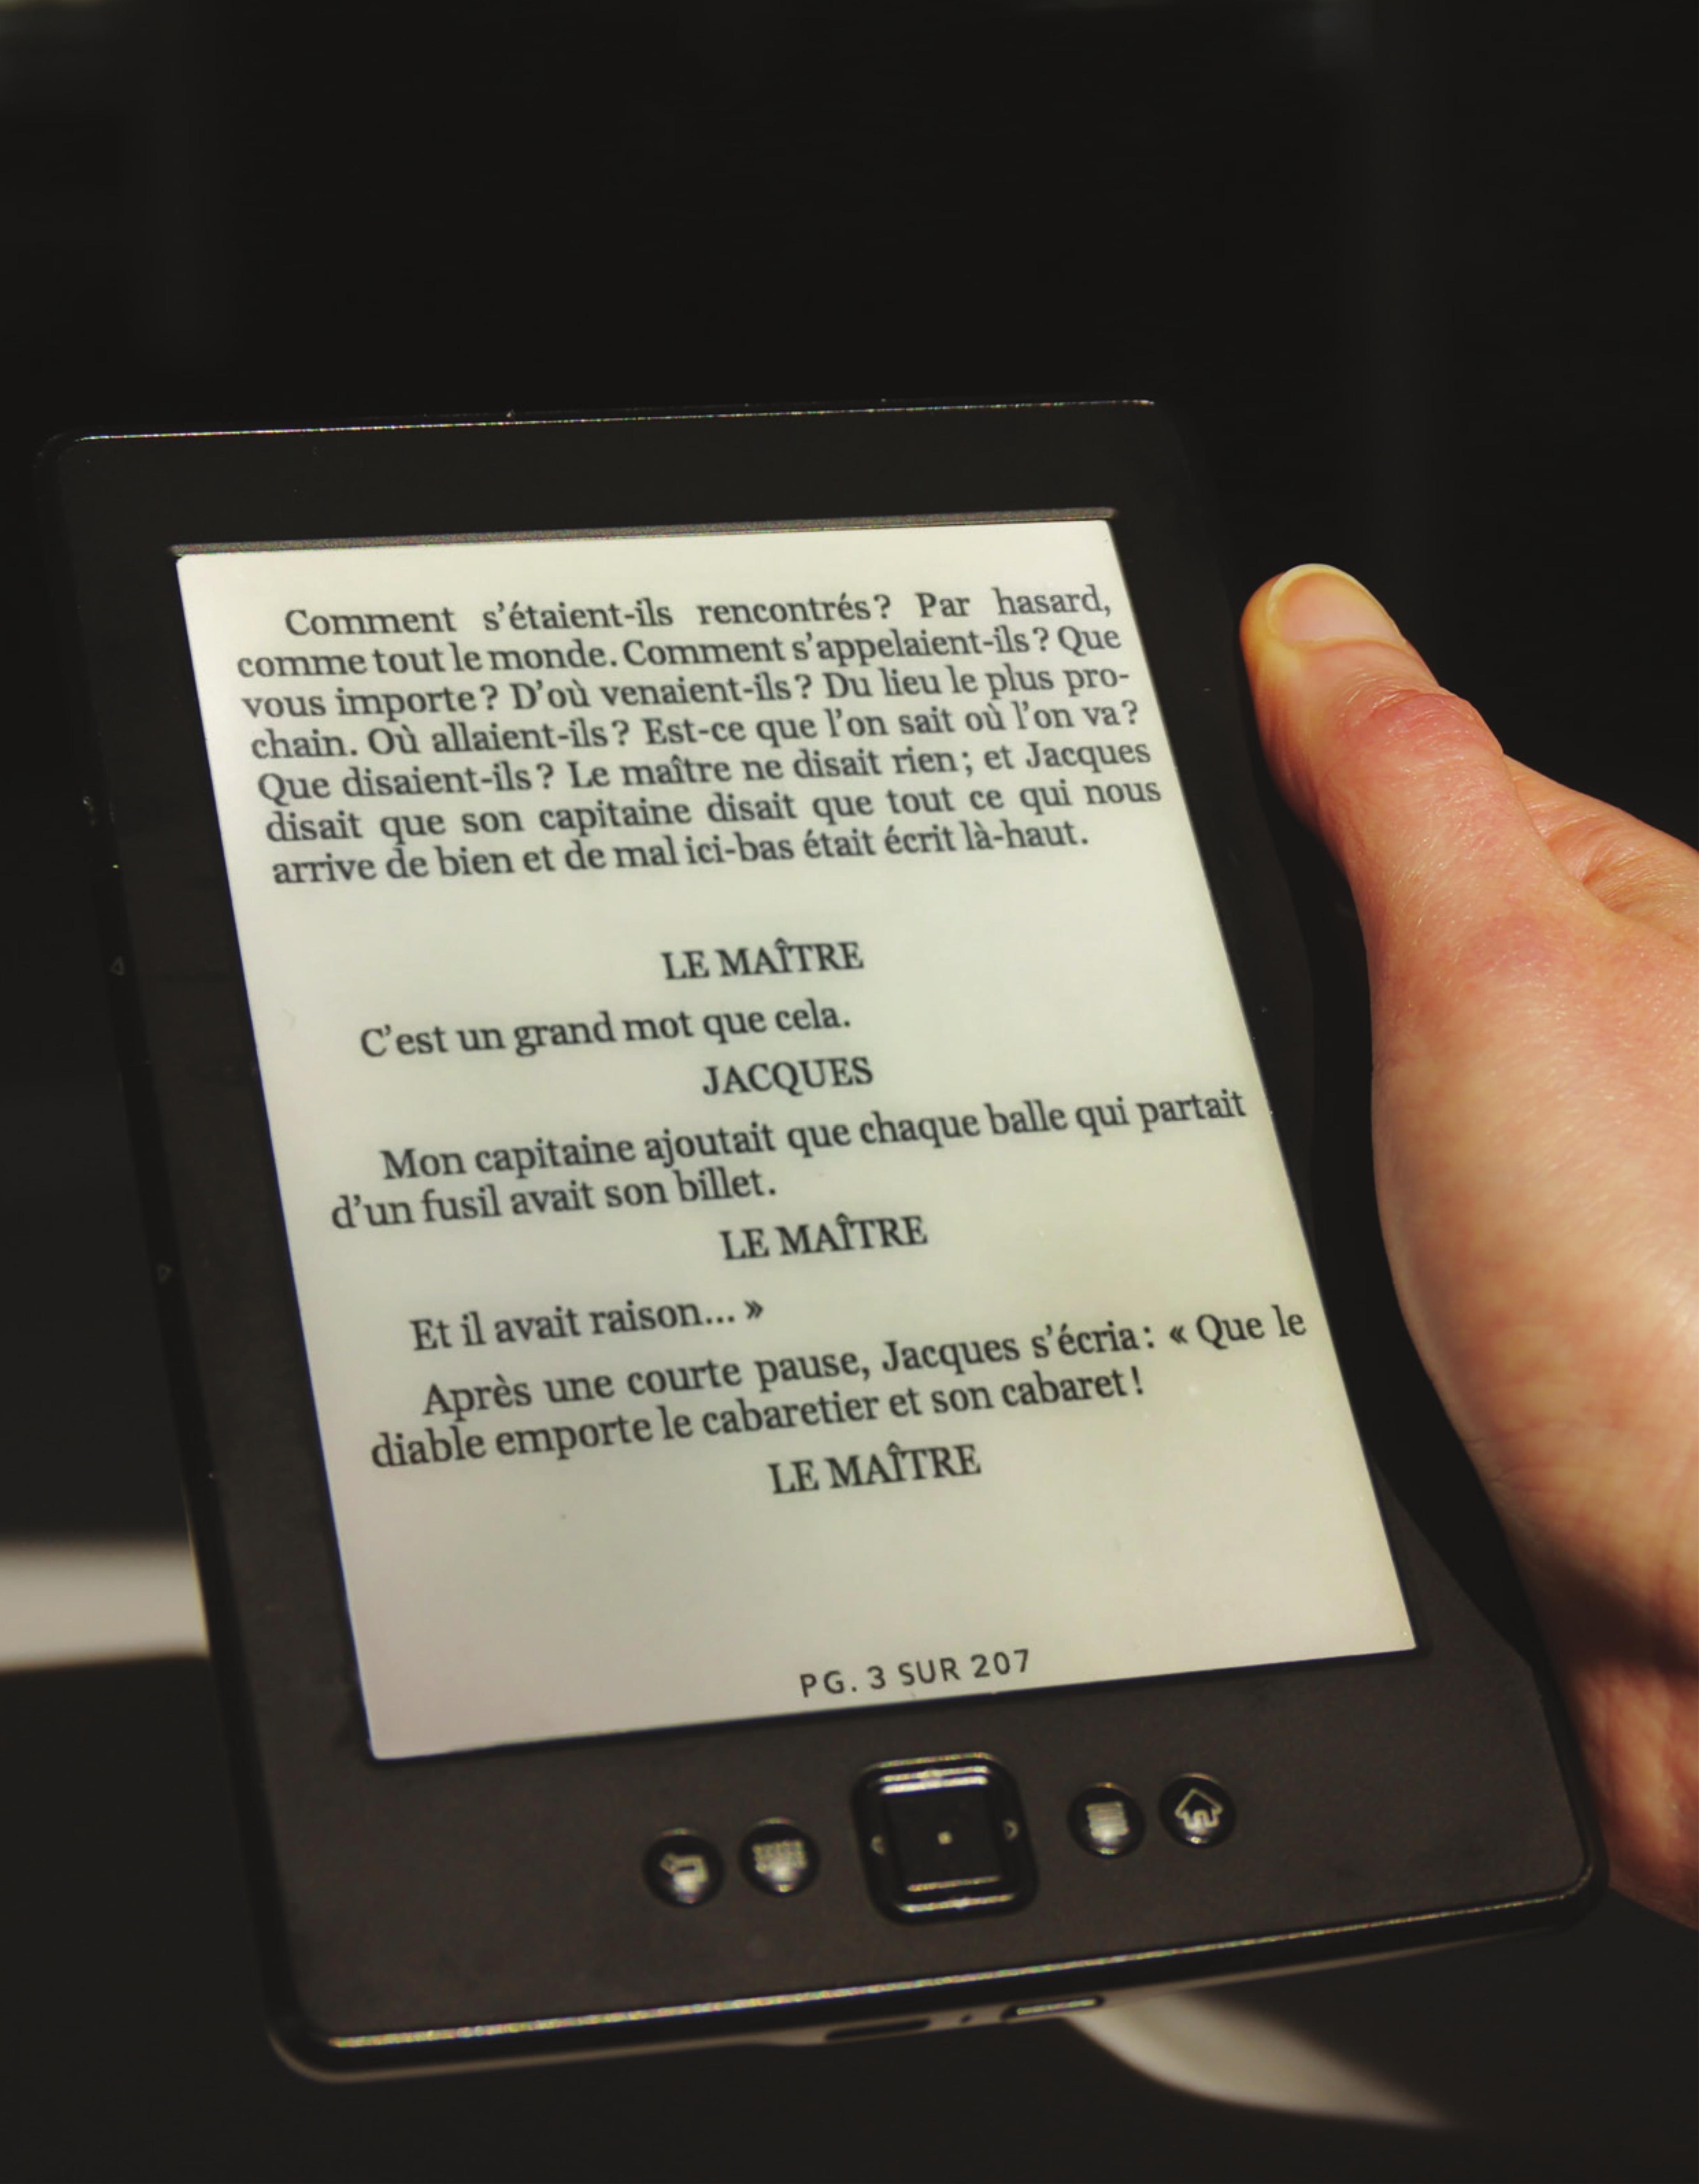 Comment s’étaient-ils rencontrés ? Par hasard,
comme tout le monde. Comment s’appelaient-ils ? Que
vous importe ? D’où venaient-ils ? Du lieu le plus pro-
chain. Où allaient-ils ? Est-ce que l’on sait où l’on va ?
Que disaient-ils ? Le maître ne disait rien ; et Jacques
disait que son capitaine disait que tout ce qui nous
arrive de bien et de mal ici-bas était écrit là-haut.
LE MAÎTRE
C’est un grand mot que cela.
JACQUES
Mon capitaine ajoutait que chaque balle qui partait
d’un fusil avait son billet.
LE MAÎTRE
Et il avait raison... »
Après une courte pause, Jacques s’écria : « Que le
diable emporte le cabaretier et son cabaret !
LE MAÎTRE
PG. 3 SUR 207